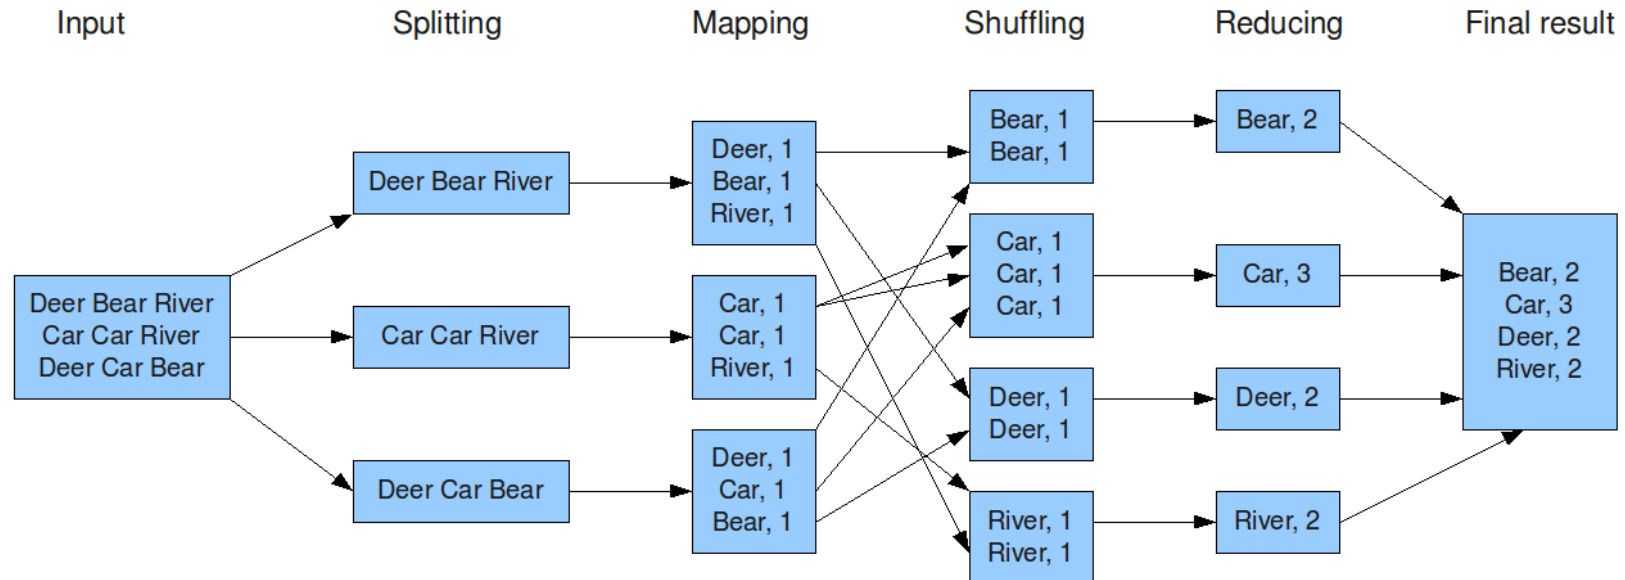 Input
Splitting
Mapping
Shuffling
Reducing
Final result
Deer Bear River
Car Car River
Deer Car Bear
Deer Bear River
Car Car River
Deer Car Bear
Deer, 1
Bear, 1
River, 1
Car, 1
Car, 1
River, 1
Deer, 1
Car, 1
Bear, 1
Bear, 1
Bear, 1
Car, 1
Car, 1
Car, 1
Deer, 1
Deer, 1
River, 1
River, 1
Bear, 2
Car, 3
Deer, 2
River, 2
Bear, 2
Car, 3
Deer, 2
River, 2